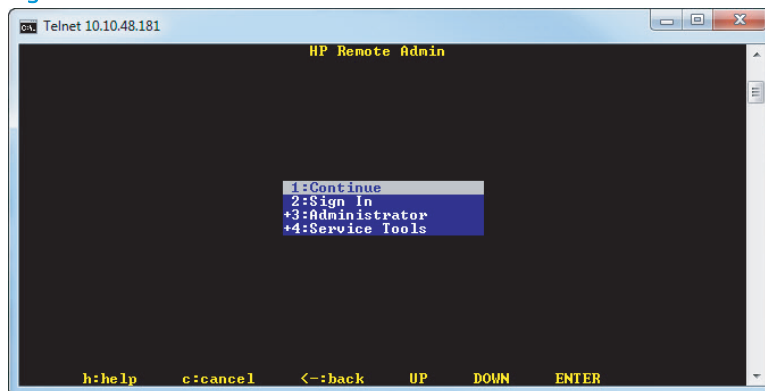 Telnet 10.10.48.181
HP Remote Admin
1:Continue
2:Sign In
+3:Administrator
+4:Service Tools
h:help c:cancel <-:back UP DOWN ENTER